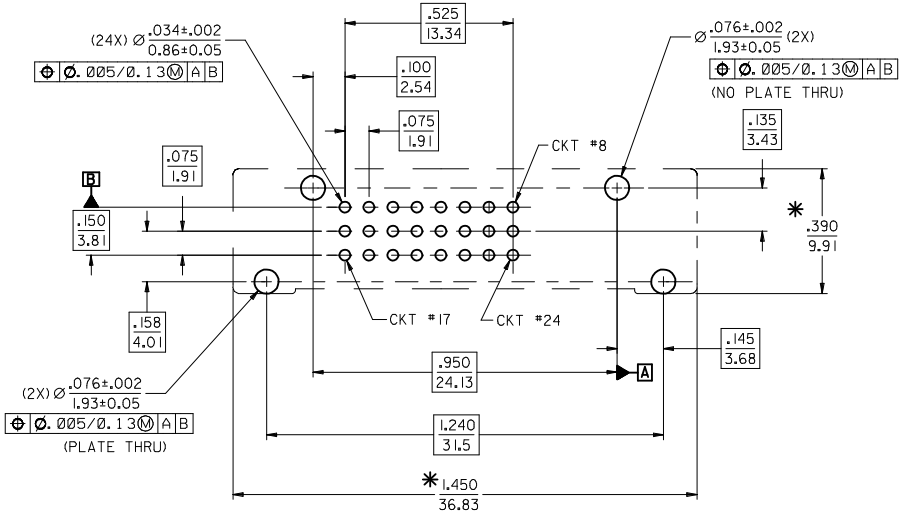 .525
13.34
(24X) Ø .034±.002
0.86±0.05
⌖ Ø.005/0.13Ⓜ A B
Ø .076±.002 (2X)
1.93±0.05
⌖ Ø.005/0.13Ⓜ A B
(NO PLATE THRU)
.100
2.54
.075
1.91
.135
3.43
CKT #8
.075
1.91
B
.150
3.81
* .390
9.91
CKT #17
CKT #24
.158
4.01
.145
3.68
.950
24.13
A
(2X) Ø .076±.002
1.93±0.05
⌖ Ø.005/0.13Ⓜ A B
(PLATE THRU)
1.240
31.5
* 1.450
36.83